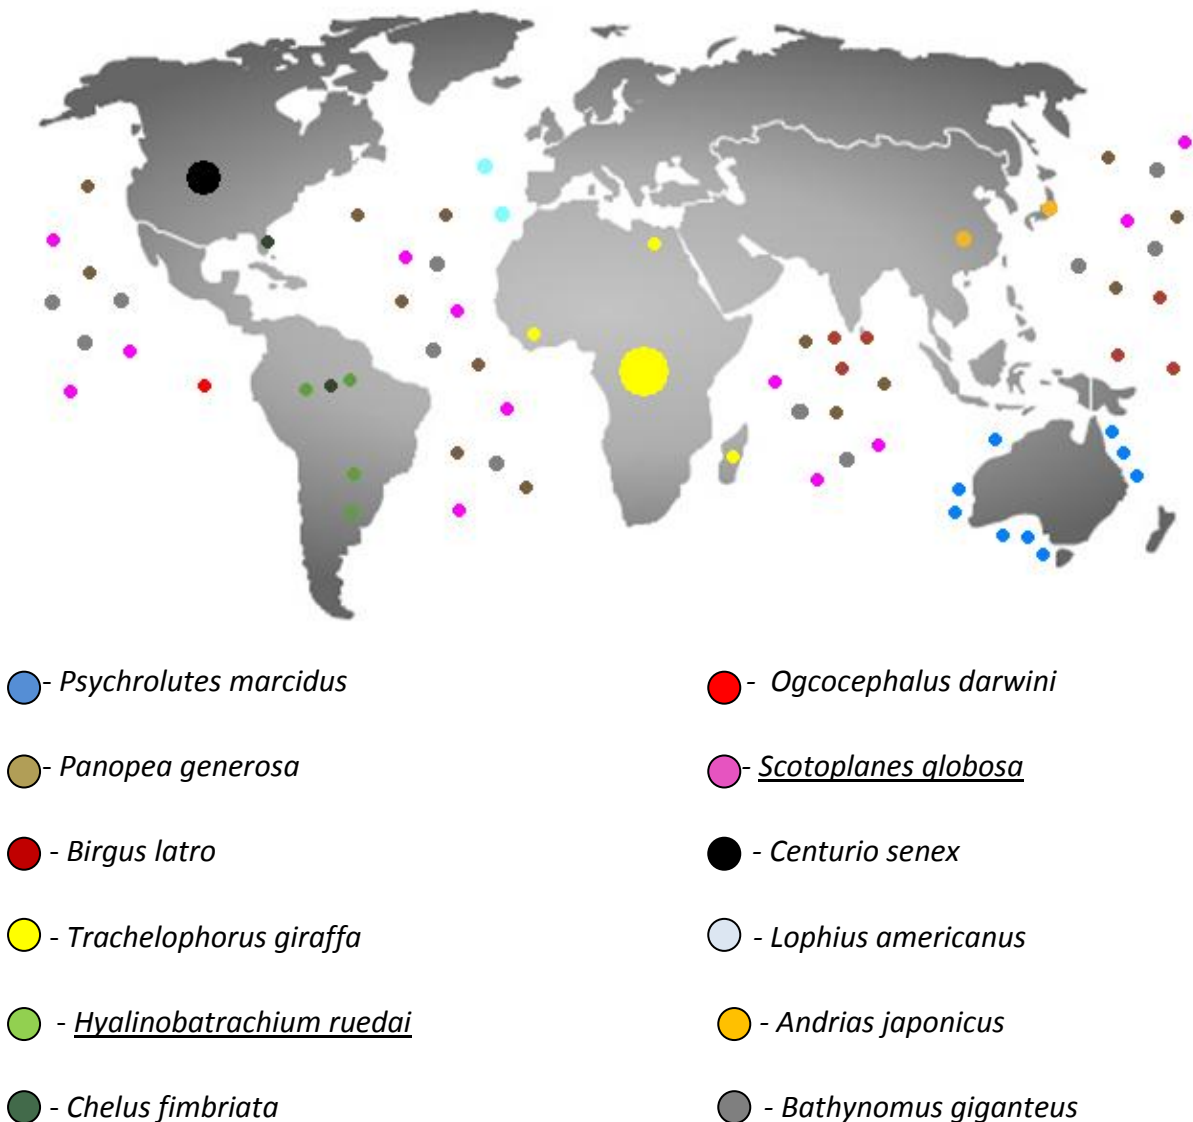 - Psychrolutes marcidus
- Ogcocephalus darwini
- Panopea generosa
- Scotoplanes globosa
- Birgus latro
- Centurio senex
- Trachelophorus giraffa
- Lophius americanus
- Hyalinobatrachium ruedai
- Andrias japonicus
- Chelus fimbriata
- Bathynomus giganteus